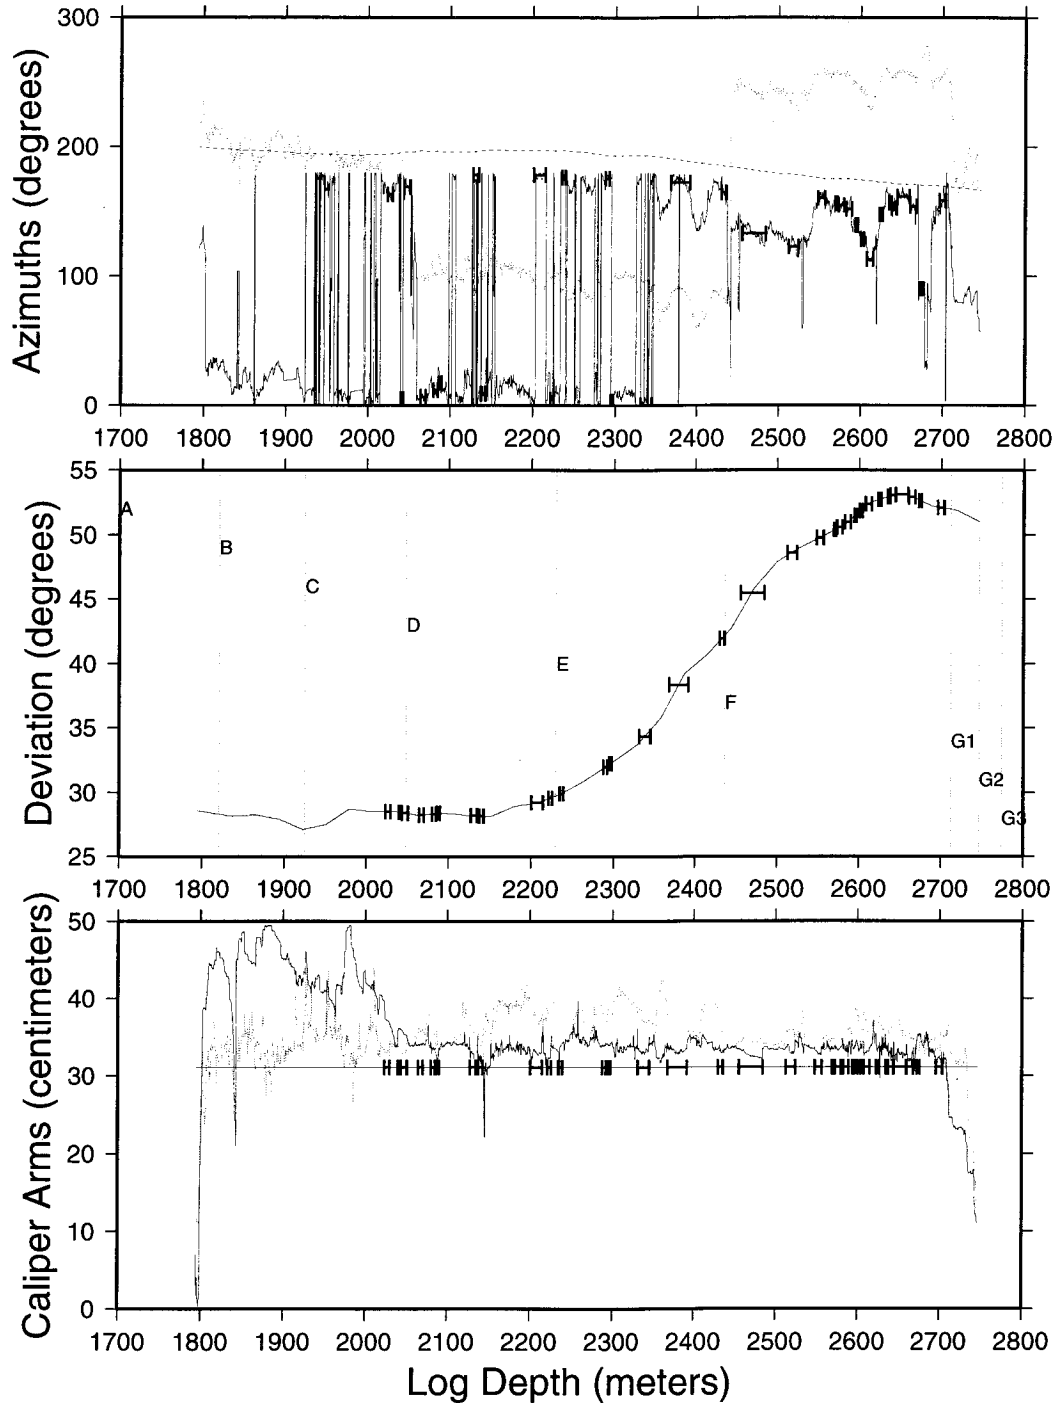 300
200
100
0
Azimuths (degrees)
1700 1800 1900 2000 2100 2200 2300 2400 2500 2600 2700 2800
55
50
45
40
35
30
25
Deviation (degrees)
A
B
C
D
E
F
G1
G2
G3
1700 1800 1900 2000 2100 2200 2300 2400 2500 2600 2700 2800
50
40
30
20
10
0
Caliper Arms (centimeters)
1700 1800 1900 2000 2100 2200 2300 2400 2500 2600 2700 2800
Log Depth (meters)